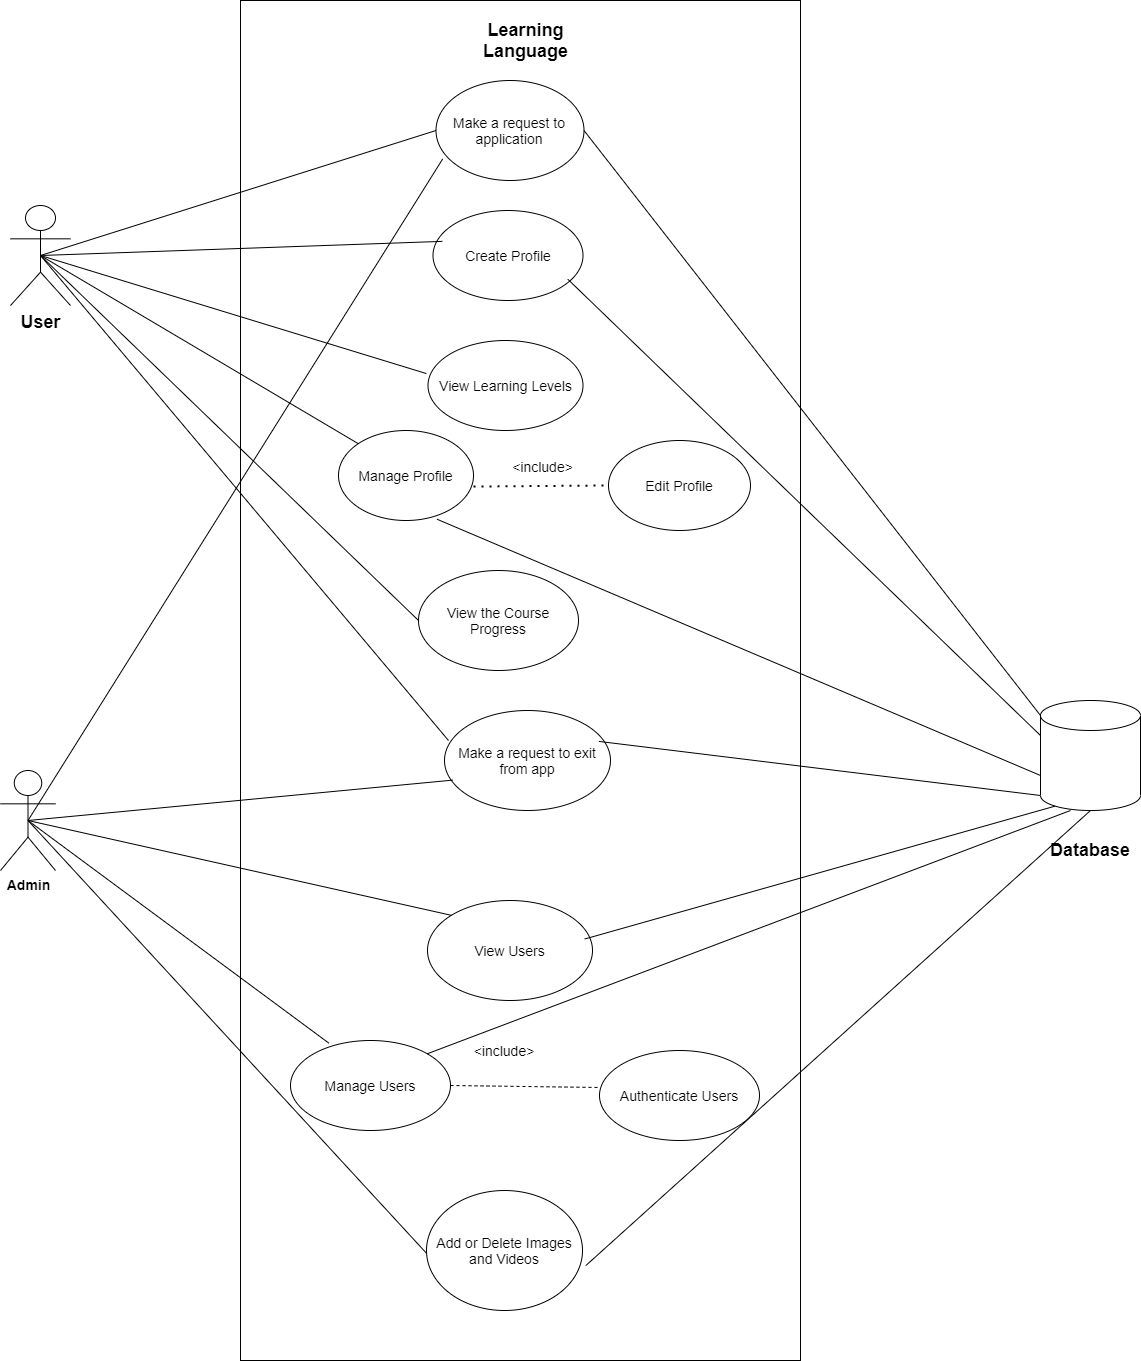 Learning
Language
Make a request to
application
Create Profile
User
View Learning Levels
Manage Profile
<include>
Edit Profile
View the Course
Progress
Make a request to exit
from app
Database
Admin
View Users
<include>
Manage Users
Authenticate Users
Add or Delete Images
and Videos